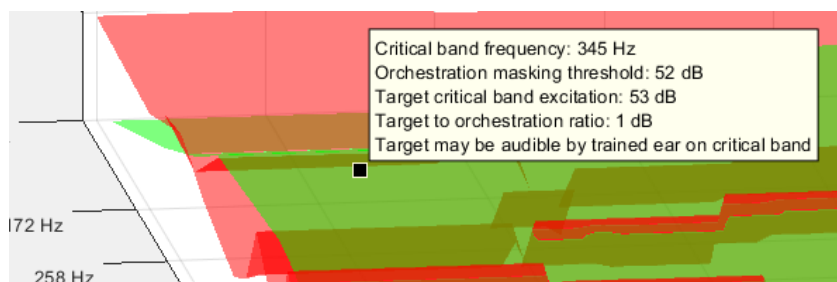 Critical band frequency: 345 Hz
Orchestration masking threshold: 52 dB
Target critical band excitation: 53 dB
Target to orchestration ratio: 1 dB
Target may be audible by trained ear on critical band
172 Hz
258 Hz